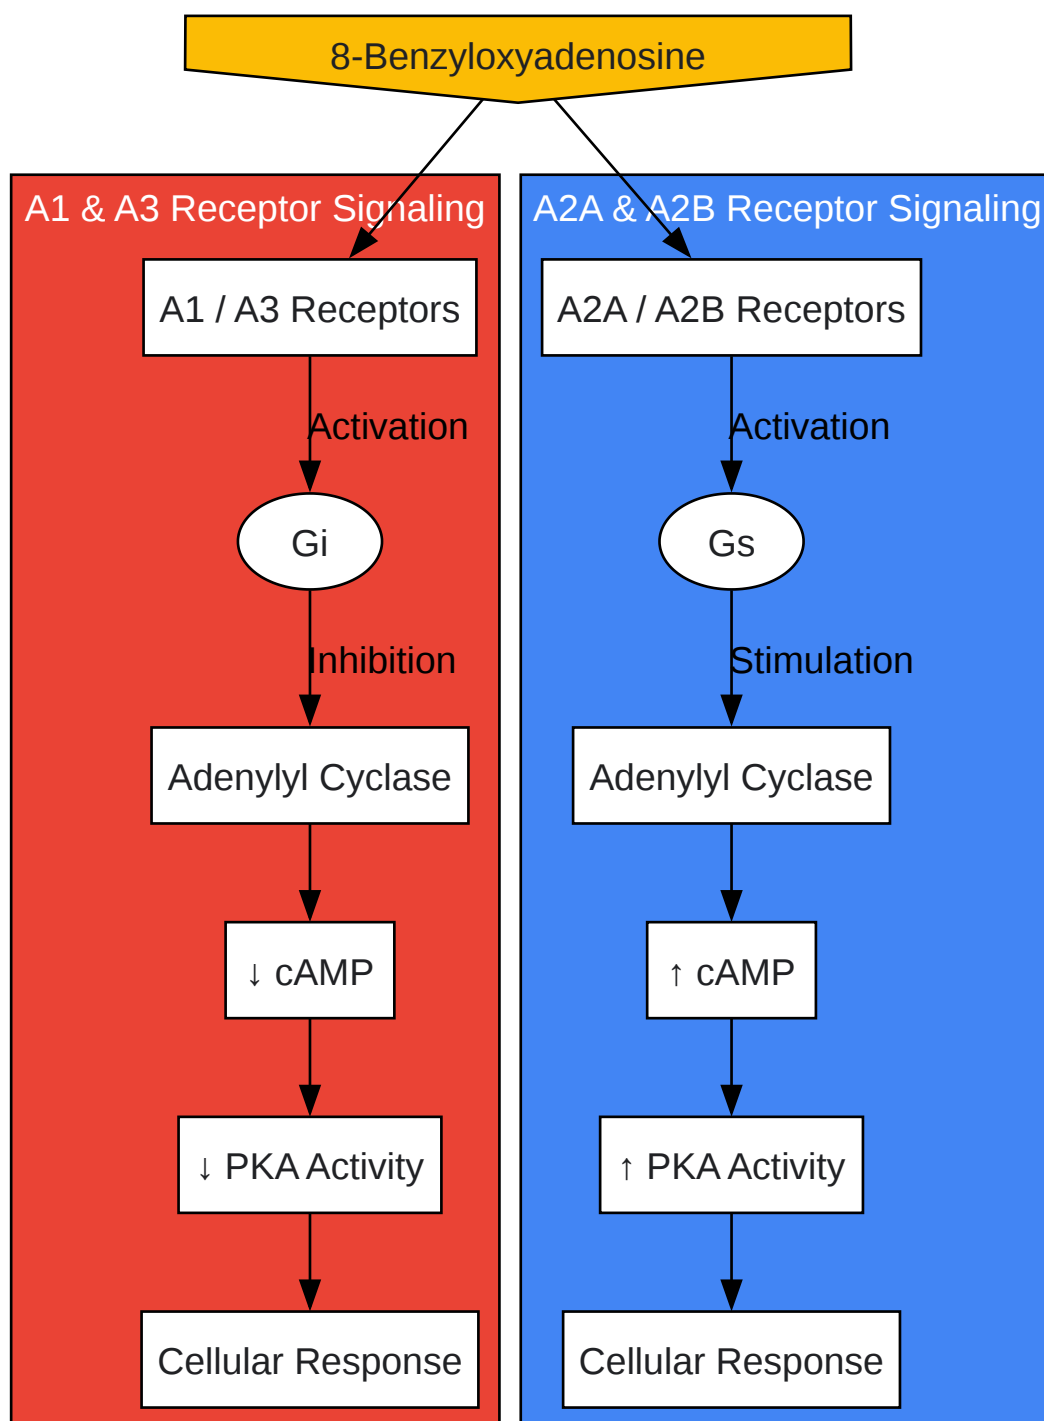 8-Benzyloxyadenosine
A1 & A3 Receptor Signaling
A1 / A3 Receptors
Activation
Gi
Inhibition
Adenylyl Cyclase
↓ cAMP
↓ PKA Activity
Cellular Response
A2A & A2B Receptor Signaling
A2A / A2B Receptors
Activation
Gs
Stimulation
Adenylyl Cyclase
↑ cAMP
↑ PKA Activity
Cellular Response